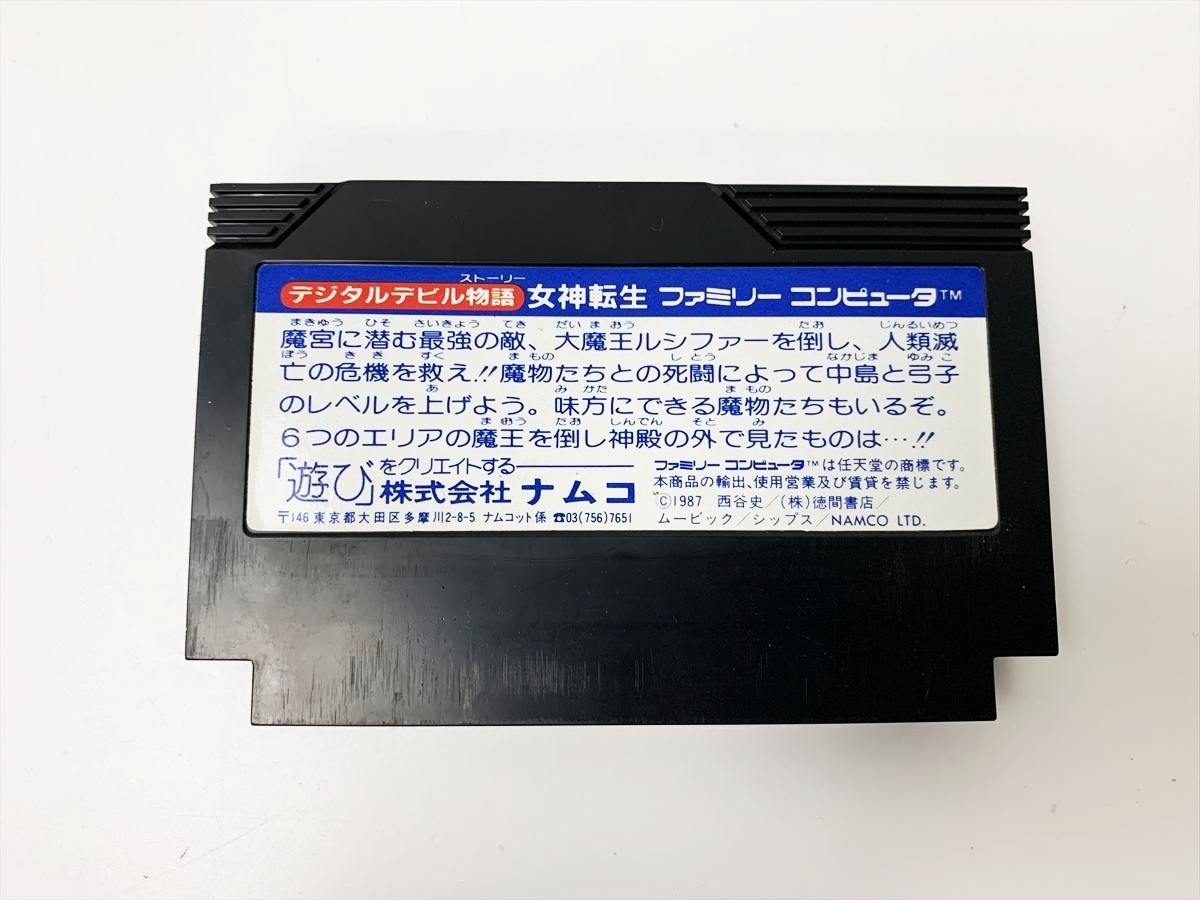 ストーリー
デジタルデビル物語 女神転生 ファミリー コンピュータ™
まきゅう ひそ さいきょう てき だい ま おう たお じんるいめつ
魔宮に潜む最強の敵、大魔王ルシファーを倒し、人類滅
ぼう き き すく ま もの し とう なかじま ゆみ こ
亡の危機を救え!!魔物たちとの死闘によって中島と弓子
あ み かた ま もの
のレベルを上げよう。味方にできる魔物たちもいるぞ。
ま おう たお しんでん そと み
6つのエリアの魔王を倒し神殿の外で見たものは…!!
「遊び」をクリエイトする――
株式会社 ナムコ
〒146 東京都大田区多摩川2-8-5 ナムコット係 ☎03(756)7651
ファミリー コンピュータ™は任天堂の商標です。
本商品の輸出、使用営業及び賃貸を禁じます。
©1987 西谷史/(株)徳間書店/
ムービック/シップス/NAMCO LTD.